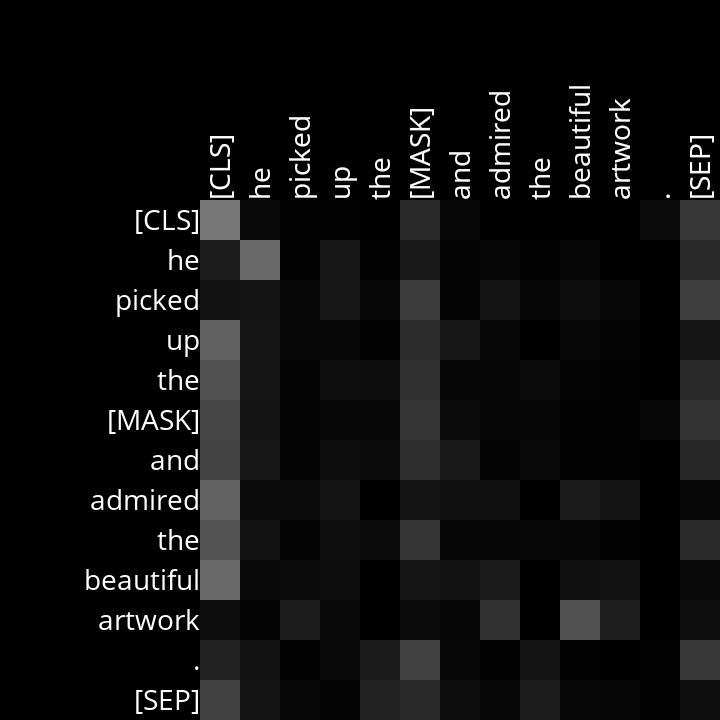 [CLS] he picked up the [MASK] and admired the beautiful artwork . [SEP]
[CLS]
he
picked
up
the
[MASK]
and
admired
the
beautiful
artwork
.
[SEP]